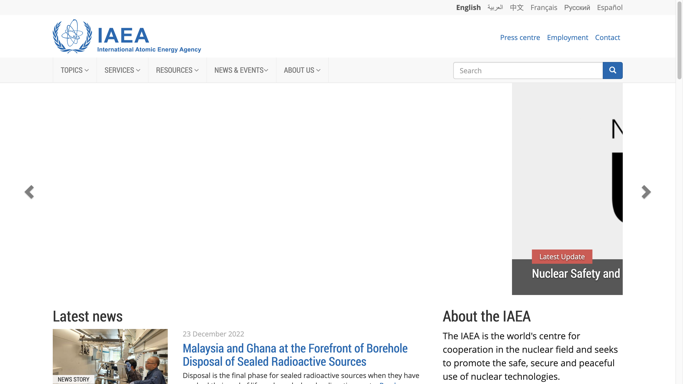 English العربية 中文 Français Русский Español
IAEA
International Atomic Energy Agency
Press centre Employment Contact
TOPICS SERVICES RESOURCES NEWS & EVENTS ABOUT US
Search
Latest Update
Nuclear Safety and
Latest news
23 December 2022
Malaysia and Ghana at the Forefront of Borehole
Disposal of Sealed Radioactive Sources
Disposal is the final phase for sealed radioactive sources when they have
NEWS STORY
About the IAEA
The IAEA is the world's centre for
cooperation in the nuclear field and seeks
to promote the safe, secure and peaceful
use of nuclear technologies.